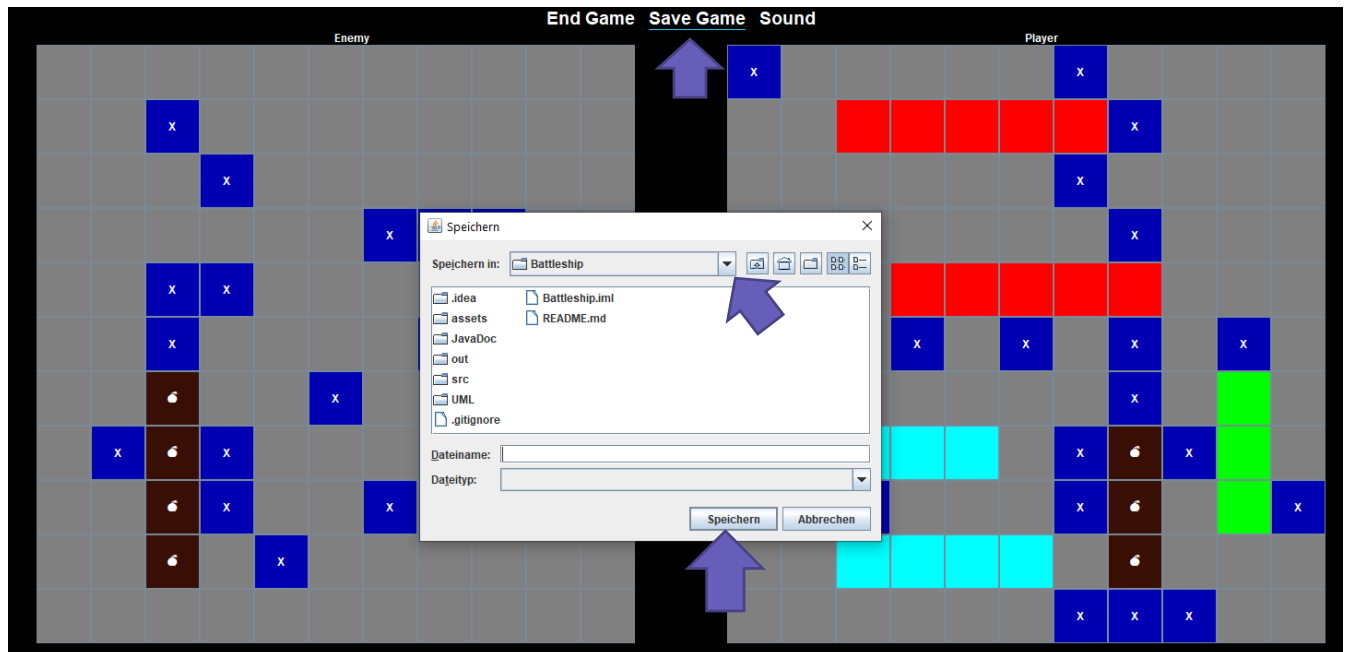 End Game Save Game Sound
Enemy Player
X X
X X
X X
X X
Speichern
Speichern in: Battleship
.idea Battleship.iml
assets README.md
JavaDoc
out
src
UML
.gitignore
Dateiname:
Dateityp:
Speichern Abbrechen
X X
X X X X X
X X
X X X X
X X X X
X
X X X